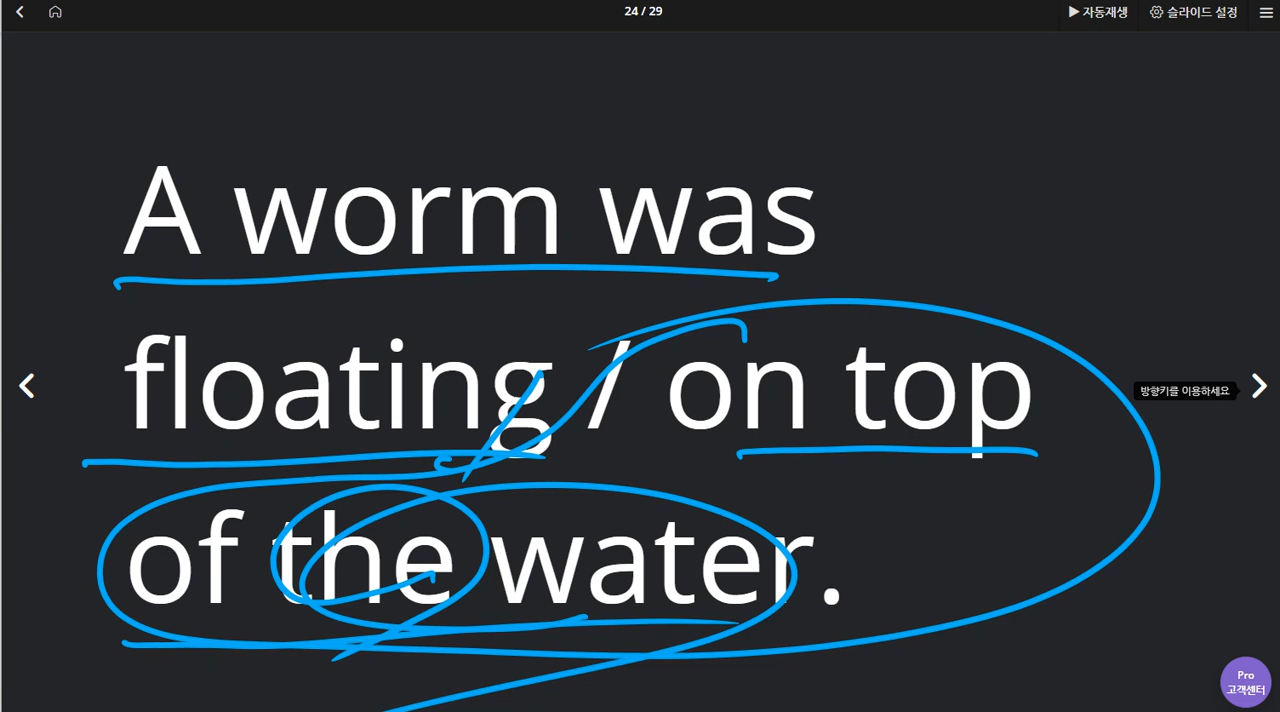 24 / 29
▶ 자동재생
슬라이드 설정
A worm was
floating / on top
방향키를 이용하세요
of the water.
Pro
고객센터